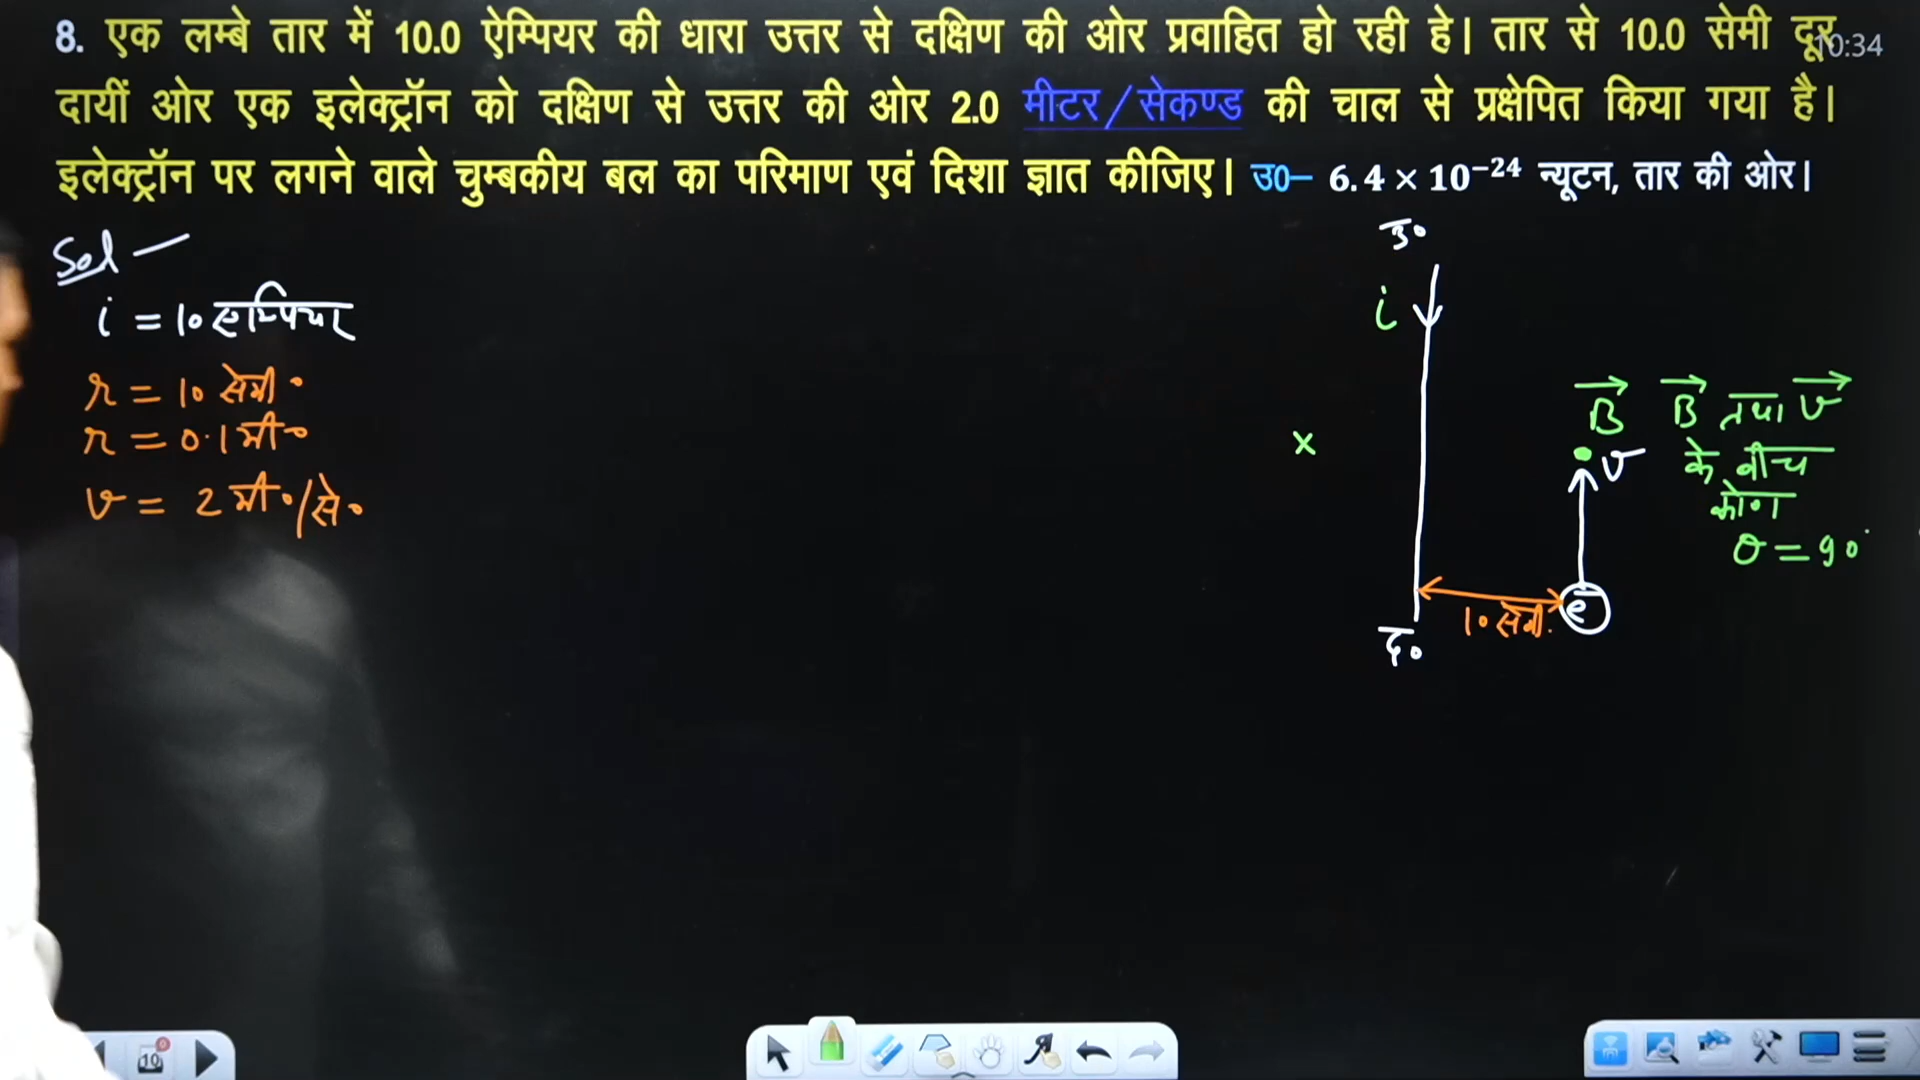 8. एक लम्बे तार में 10.0 ऐम्पियर की धारा उत्तर से दक्षिण की ओर प्रवाहित हो रही हे। तार से 10.0 सेमी दूर
10:34
दायीं ओर एक इलेक्ट्रॉन को दक्षिण से उत्तर की ओर 2.0 मीटर/सेकण्ड की चाल से प्रक्षेपित किया गया है।
इलेक्ट्रॉन पर लगने वाले चुम्बकीय बल का परिमाण एवं दिशा ज्ञात कीजिए। उ0– 6.4 × 10⁻²⁴ न्यूटन, तार की ओर।
Sol —
i = 10 एम्पियर
r = 10 सेमी०
r = 0.1 मी०
v = 2 मी०/से०
उ०
i
x
B⃗
v
B⃗ तथा v⃗
के बीच
कोण
θ = 90°
10 सेमी.
e
द०
10
0